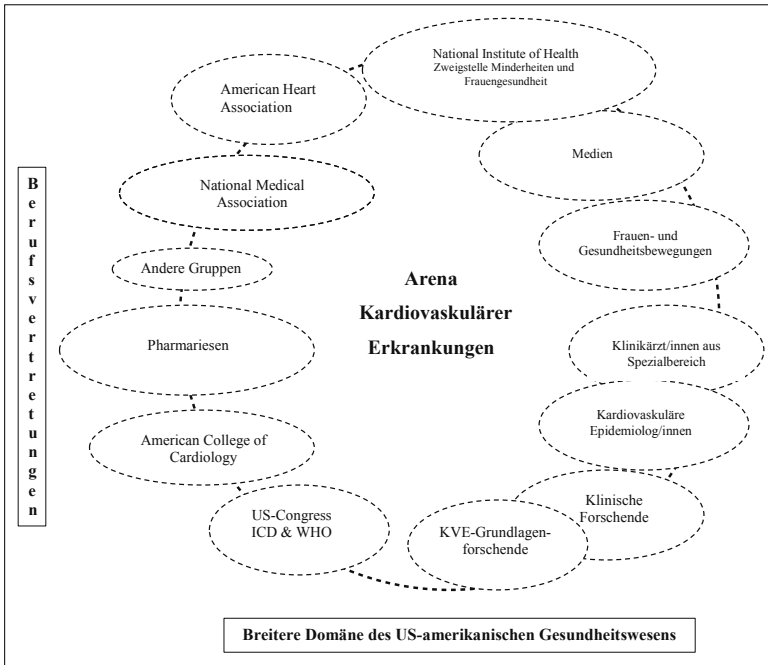 National Institute of Health
Zweigstelle Minderheiten und
Frauengesundheit
American Heart
Association
Medien
National Medical
Association
Frauen- und
Gesundheitsbewegungen
Andere Gruppen
Arena
Kardiovaskulärer
Erkrankungen
Pharmariesen
Klinikärzt/innen aus
Spezialbereich
Kardiovaskuläre
Epidemiolog/innen
American College of
Cardiology
Klinische
Forschende
US-Congress
ICD & WHO
KVE-Grundlagen-
forschende
Berufsvertretungen
Breitere Domäne des US-amerikanischen Gesundheitswesens